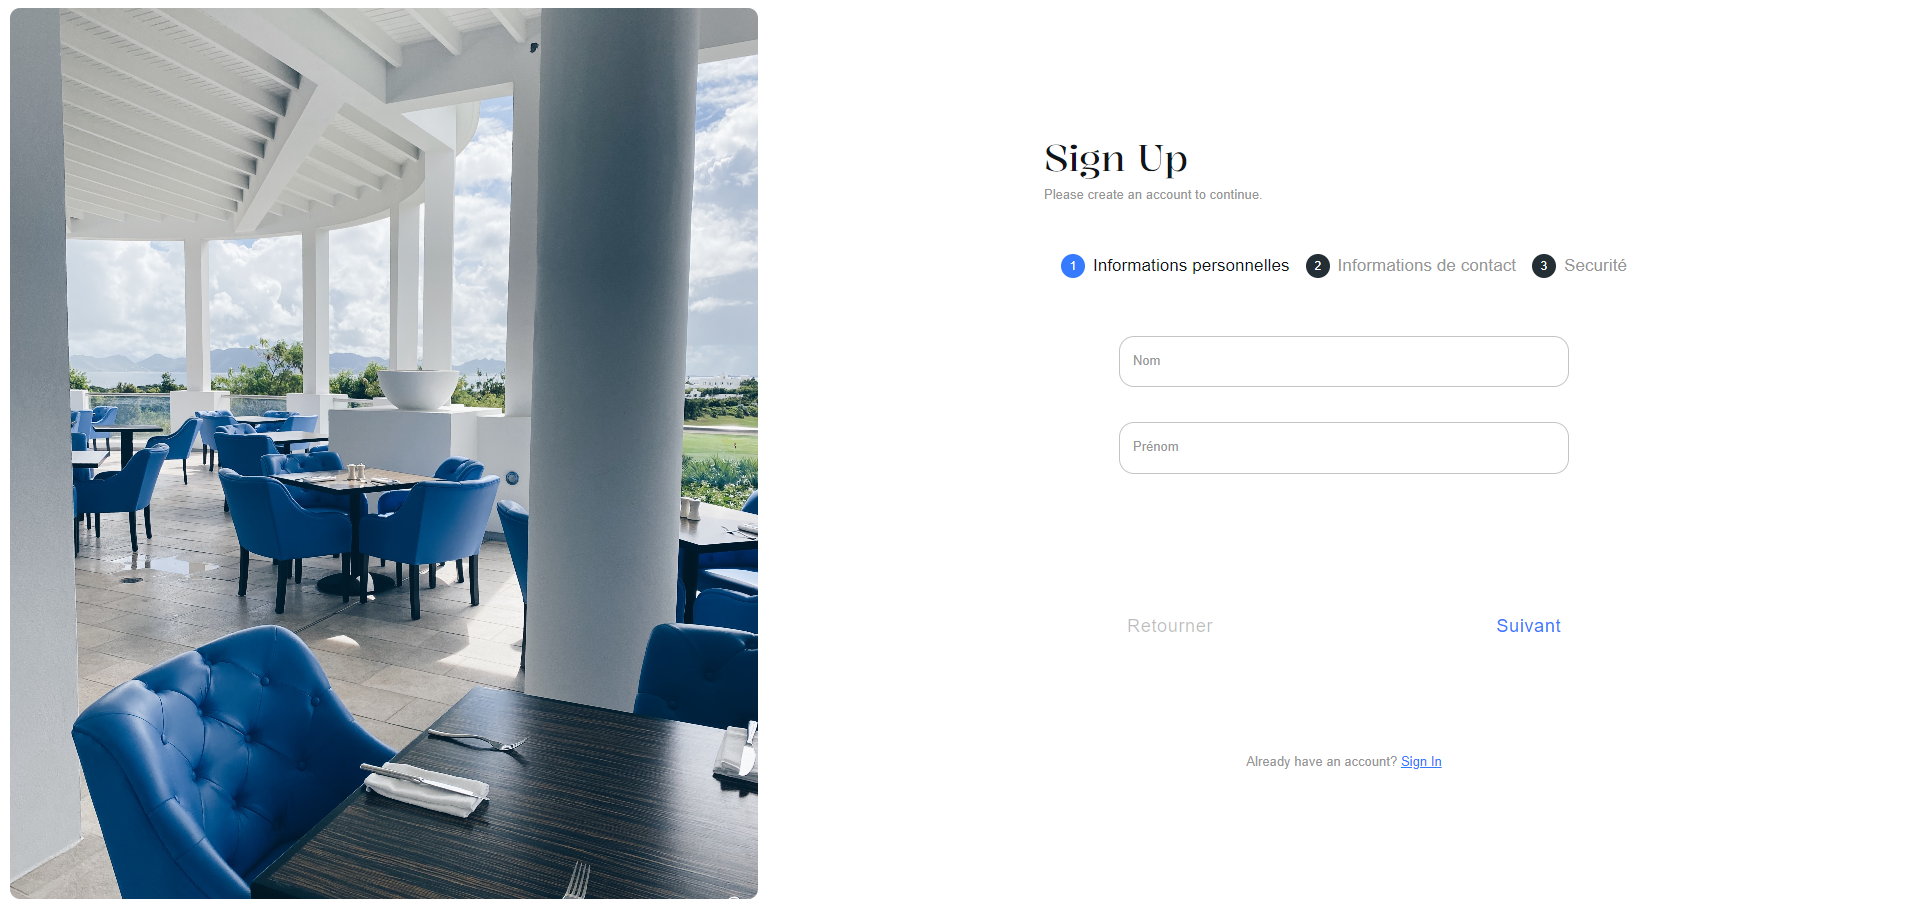 Sign Up
Please create an account to continue.
1 Informations personnelles 2 Informations de contact 3 Securité
Nom
Prénom
Retourner Suivant
Already have an account? Sign In